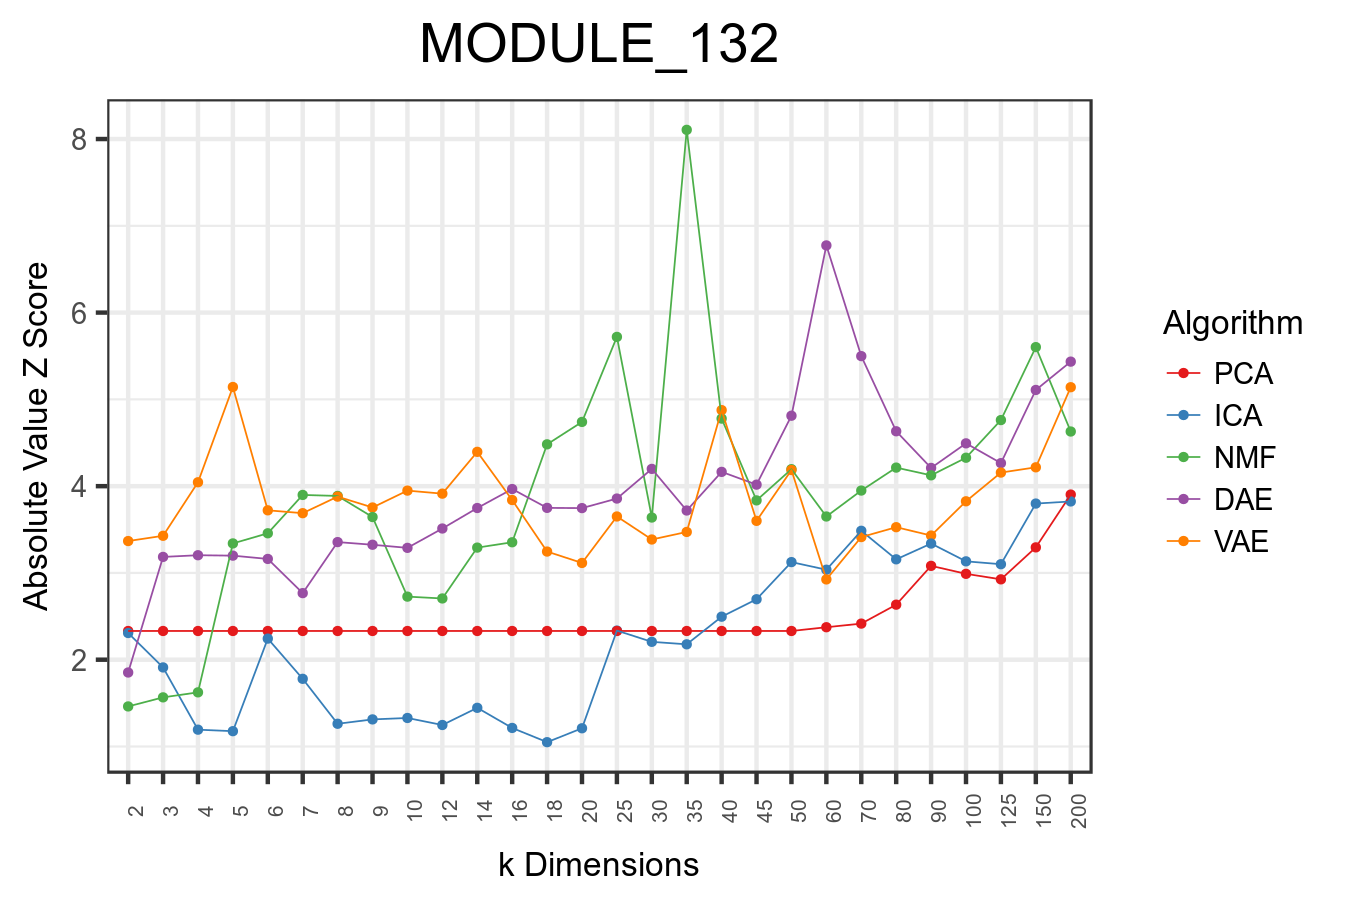 MODULE_132
Absolute Value Z Score
8
6
4
2
2 3 4 5 6 7 8 9 10 12 14 16 18 20 25 30 35 40 45 50 60 70 80 90 100 125 150 200
k Dimensions
Algorithm
PCA
ICA
NMF
DAE
VAE